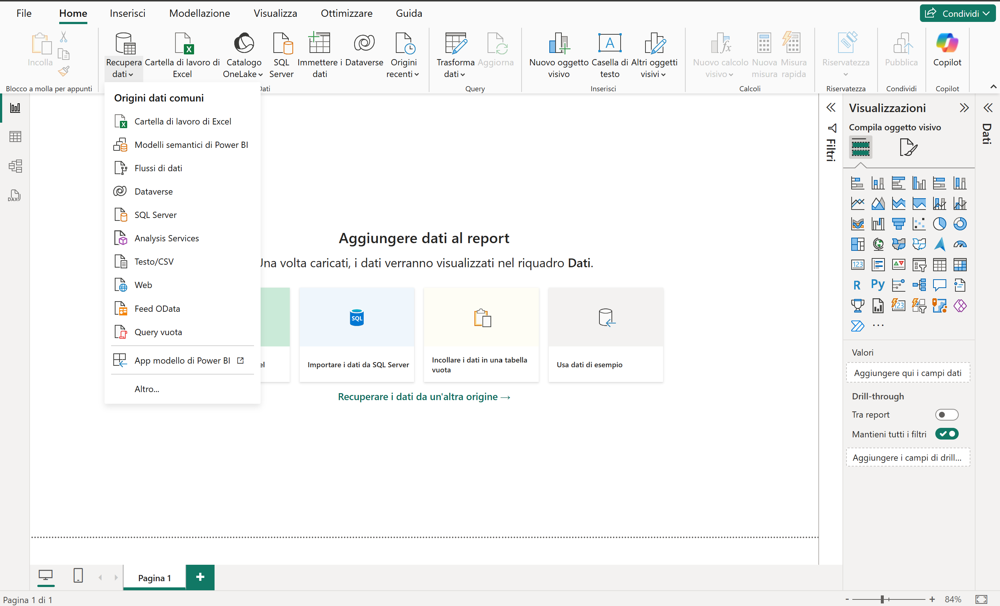 File
Home
Inserisci
Modellazione
Visualizza
Ottimizzare
Guida
Condividi
Incolla
Blocco a molla per appunti
Recupera
dati
Cartella di lavoro di
Excel
Catalogo
OneLake
SQL
Server
Immettere i
dati
Dataverse
Origini
recenti
Dati
Trasforma
dati
Aggiorna
Query
Nuovo oggetto
visivo
Casella di
testo
Altri oggetti
visivi
Inserisci
Nuovo calcolo
visivo
Nuova
misura
Misura
rapida
Calcoli
Riservatezza
Riservatezza
Pubblica
Condividi
Copilot
Copilot
DAX
Origini dati comuni
Cartella di lavoro di Excel
Modelli semantici di Power BI
Flussi di dati
Dataverse
SQL Server
Analysis Services
Testo/CSV
Web
Feed OData
Query vuota
App modello di Power BI
Altro...
Aggiungere dati al report
Una volta caricati, i dati verranno visualizzati nel riquadro Dati.
el
SQL
Importare i dati da SQL Server
Incollare i dati in una tabella
vuota
Usa dati di esempio
Recuperare i dati da un'altra origine →
Filtri
Visualizzazioni
Compila oggetto visivo
123
R
Py
123
...
Valori
Aggiungere qui i campi dati
Drill-through
Tra report
Mantieni tutti i filtri
Aggiungere i campi di drill...
Dati
Pagina 1
+
Pagina 1 di 1
- + 84%